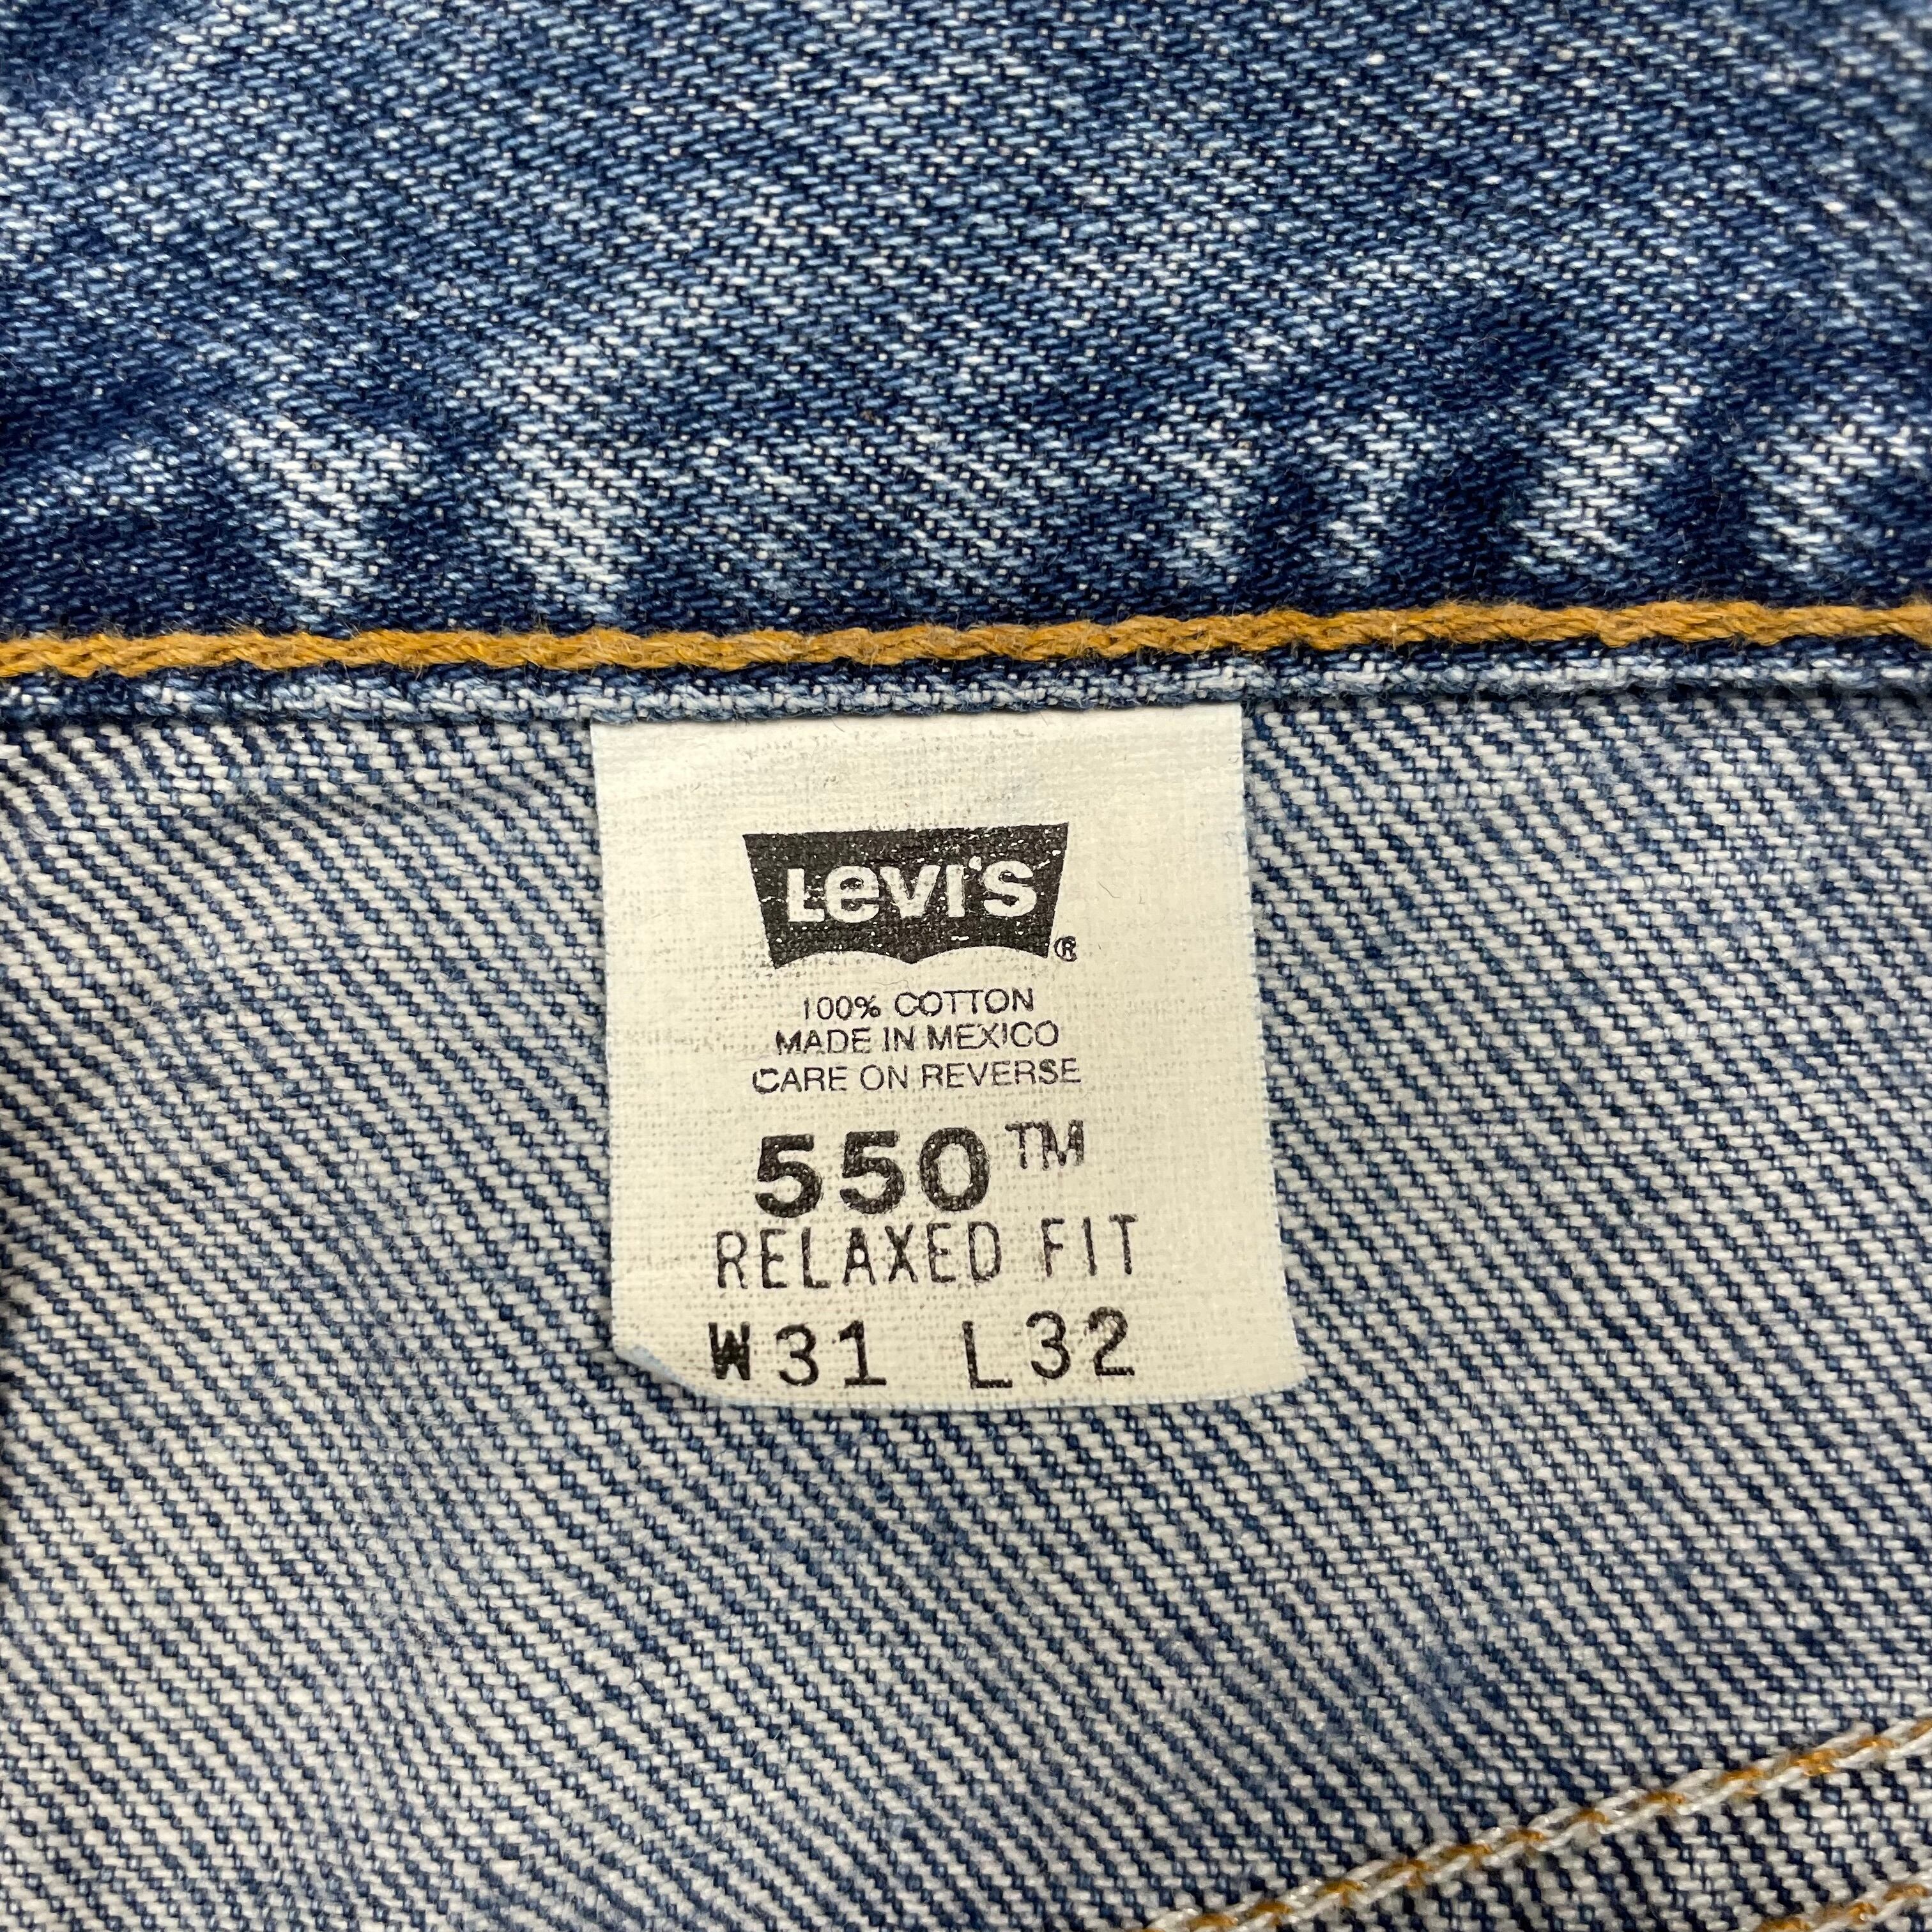 Levi's®
100% COTTON
MADE IN MEXICO
CARE ON REVERSE
550™
RELAXED FIT
W31 L32